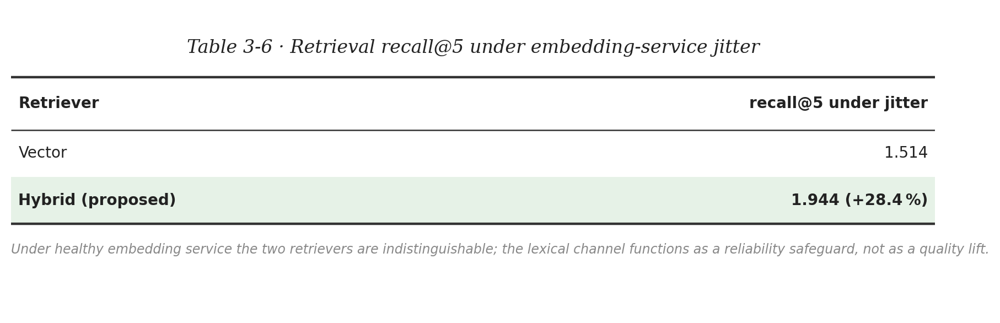 Table 3-6 · Retrieval recall@5 under embedding-service jitter
Retriever recall@5 under jitter
Vector 1.514
Hybrid (proposed) 1.944 (+28.4 %)
Under healthy embedding service the two retrievers are indistinguishable; the lexical channel functions as a reliability safeguard, not as a quality lift.